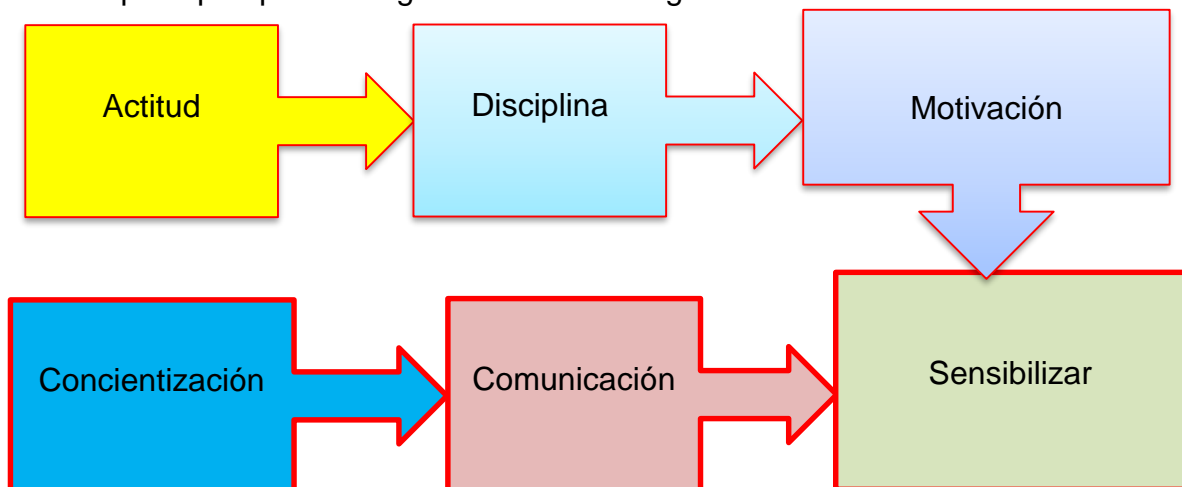 Actitud
Disciplina
Motivación
Concientización
Comunicación
Sensibilizar